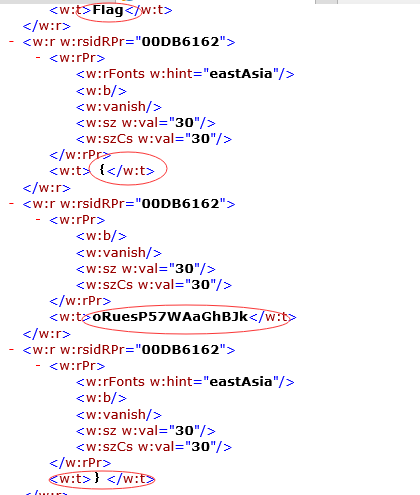 <w:t>Flag</w:t>
</w:r>
- <w:r w:rsidRPr="00DB6162">
- <w:rPr>
<w:rFonts w:hint="eastAsia"/>
<w:b/>
<w:vanish/>
<w:sz w:val="30"/>
<w:szCs w:val="30"/>
</w:rPr>
<w:t>{</w:t>
</w:r>
- <w:r w:rsidRPr="00DB6162">
- <w:rPr>
<w:b/>
<w:vanish/>
<w:sz w:val="30"/>
<w:szCs w:val="30"/>
</w:rPr>
<w:t>oRuesP57WAaGhBJk</w:t>
</w:r>
- <w:r w:rsidRPr="00DB6162">
- <w:rPr>
<w:rFonts w:hint="eastAsia"/>
<w:b/>
<w:vanish/>
<w:sz w:val="30"/>
<w:szCs w:val="30"/>
</w:rPr>
<w:t>}</w:t>
</w:r>